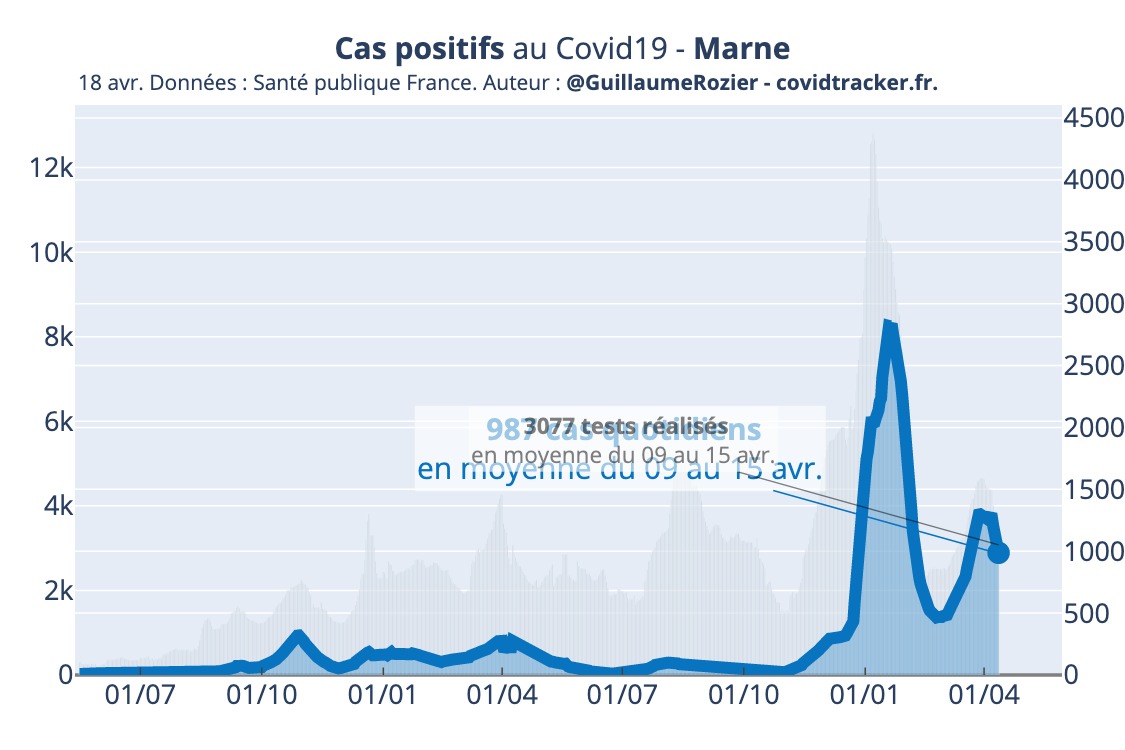 Cas positifs au Covid19 - Marne
18 avr. Données : Santé publique France. Auteur : @GuillaumeRozier - covidtracker.fr.
4500
12k
4000
3500
10k
3000
8k
2500
6k
2000
987 cas quotidiens
en moyenne du 09 au 15 avr.
3077 tests réalisés
en moyenne du 09 au 15 avr.
4k
1500
1000
2k
500
0
0
01/07 01/10 01/01 01/04 01/07 01/10 01/01 01/04